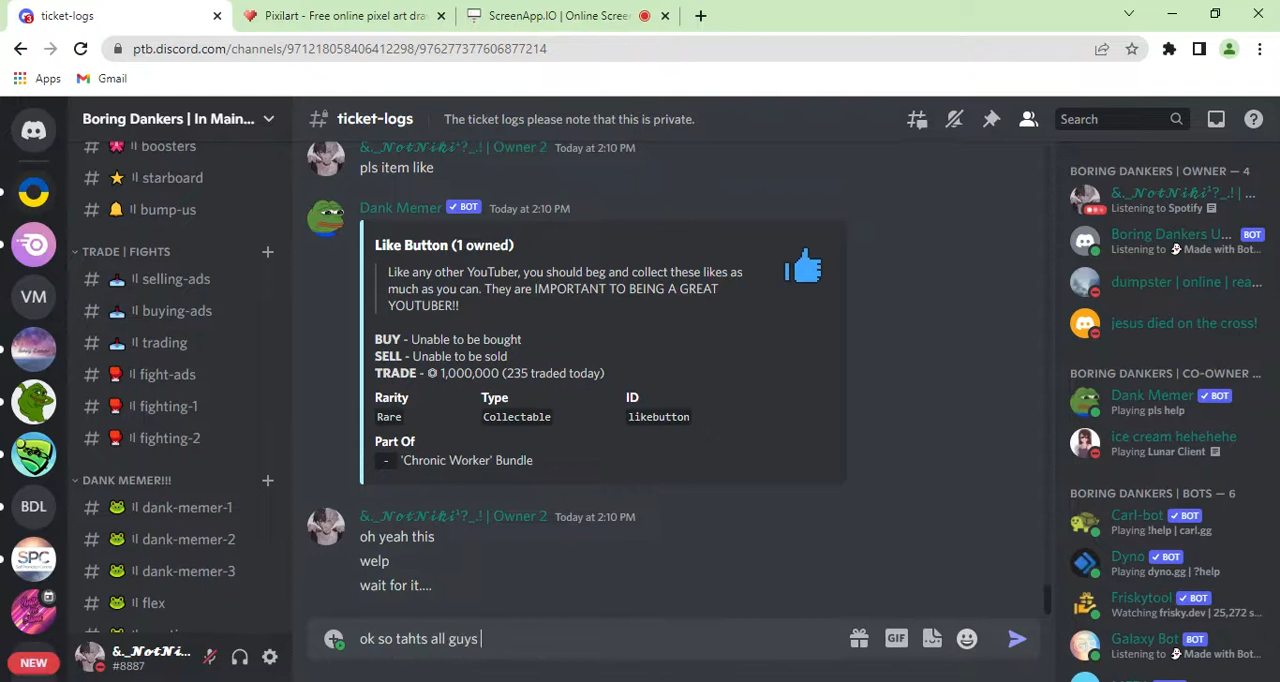 ticket-logs
Pixilart - Free online pixel art draw
ScreenApp.IO | Online Screen
ptb.discord.com/channels/971218058406412298/976277377606877214
Apps
Gmail
Boring Dankers | In Main...
ticket-logs
The ticket logs please note that this is private.
Search
boosters
starboard
bump-us
TRADE | FIGHTS
selling-ads
buying-ads
trading
fight-ads
fighting-1
fighting-2
DANK MEMER!!!
dank-memer-1
dank-memer-2
dank-memer-3
flex
VM
BDL
SPC
NEW
&._𝓝𝓸𝓽𝓝𝓲...
#8887
&._𝓝𝓸𝓽𝓝𝓲𝓴𝓲¹?_.! | Owner 2 Today at 2:10 PM
pls item like
Dank Memer BOT Today at 2:10 PM
Like Button (1 owned)
Like any other YouTuber, you should beg and collect these likes as
much as you can. They are IMPORTANT TO BEING A GREAT
YOUTUBER!!
BUY - Unable to be bought
SELL - Unable to be sold
TRADE - 1,000,000 (235 traded today)
Rarity Type ID
Rare Collectable likebutton
Part Of
- 'Chronic Worker' Bundle
&._𝓝𝓸𝓽𝓝𝓲𝓴𝓲¹?_.! | Owner 2 Today at 2:10 PM
oh yeah this
welp
wait for it....
ok so tahts all guys
GIF
BORING DANKERS | OWNER — 4
&._𝓝𝓸𝓽𝓝𝓲𝓴𝓲¹?_.! | ...
Listening to Spotify
Boring Dankers U... BOT
Listening to Made with Bot...
dumpster | online | rea...
jesus died on the cross!
BORING DANKERS | CO-OWNER ...
Dank Memer BOT
Playing pls help
ice cream hehehehe
Playing Lunar Client
BORING DANKERS | BOTS — 6
Carl-bot BOT
Playing !help | carl.gg
Dyno BOT
Playing dyno.gg | ?help
Friskytool BOT
Watching frisky.dev | 25,272 s...
Galaxy Bot BOT
Listening to Made with Bot...